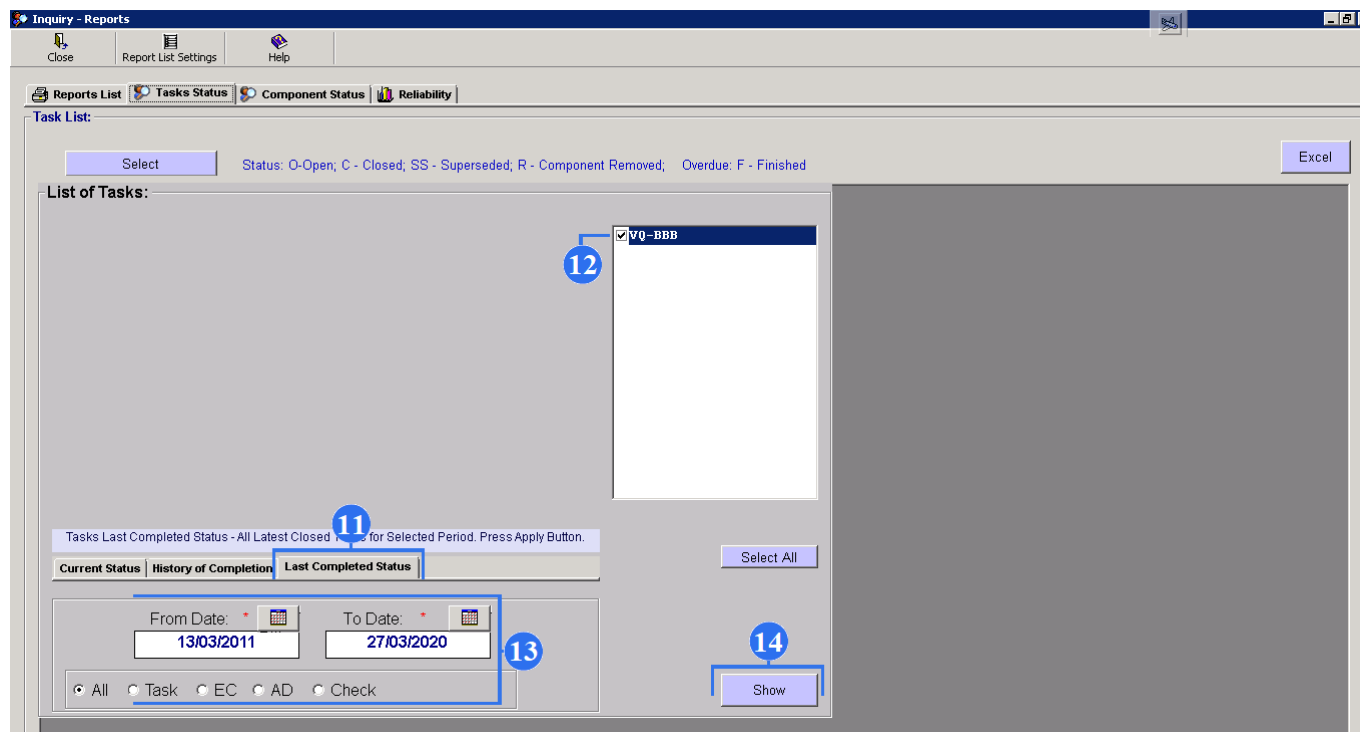 Inquiry - Reports
Close Report List Settings Help
Reports List Tasks Status Component Status Reliability
Task List:
Select Status: O-Open; C - Closed; SS - Superseded; R - Component Removed; Overdue: F - Finished Excel
List of Tasks:
VQ-BBB
12
11
Tasks Last Completed Status - All Latest Closed for Selected Period. Press Apply Button.
Select All
Current Status History of Completion Last Completed Status
From Date: * To Date: *
13/03/2011 27/03/2020
13
14
All Task EC AD Check
Show